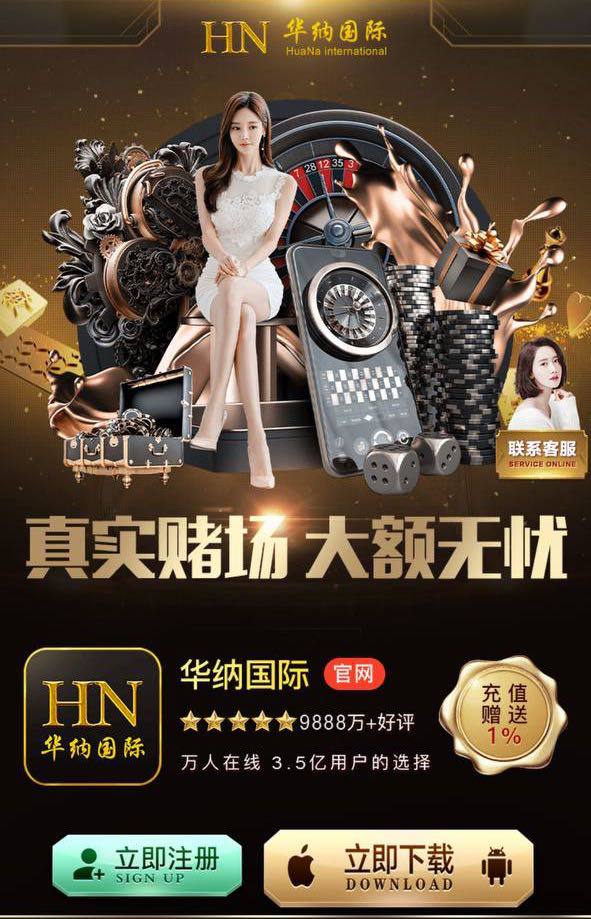 HN 华纳国际
HuaNa international
7 28 12 35 3
联系客服
SERVICE ONLINE
真实赌场 大额无忧
HN
华纳国际
华纳国际 官网
9888万+好评
万人在线 3.5亿用户的选择
充值
赠送
1%
立即注册
SIGN UP
立即下载
DOWNLOAD